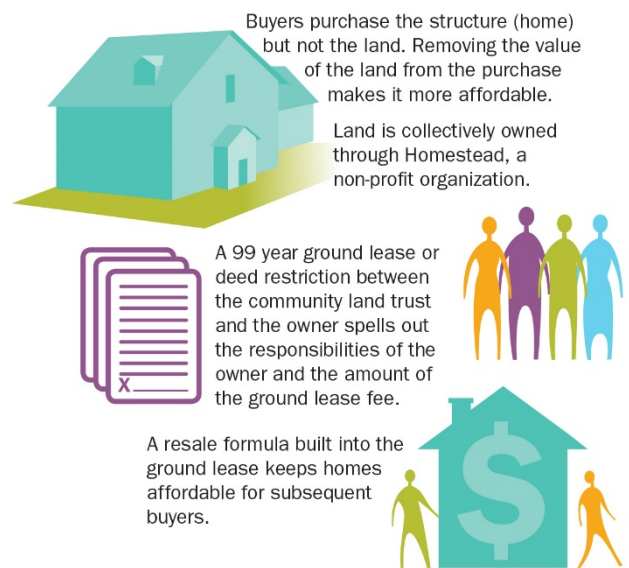 Buyers purchase the structure (home)
but not the land. Removing the value
of the land from the purchase
makes it more affordable.
Land is collectively owned
through Homestead, a
non-profit organization.
A 99 year ground lease or
deed restriction between
the community land trust
and the owner spells out
the responsibilities of the
owner and the amount of
the ground lease fee.
X
A resale formula built into the
ground lease keeps homes
affordable for subsequent
buyers.
$